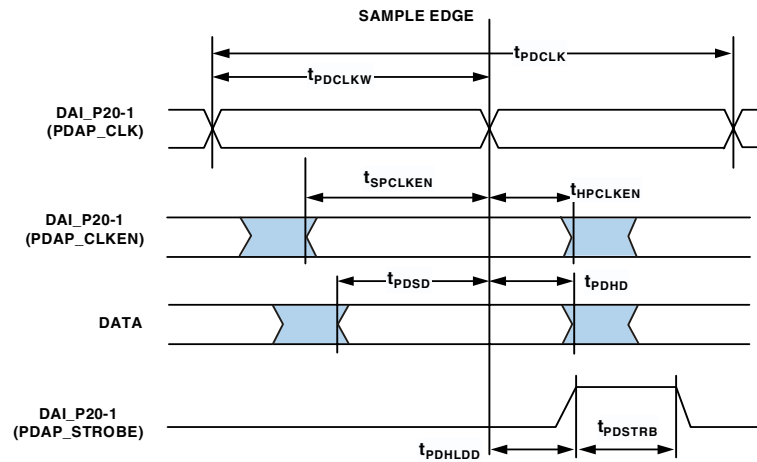 SAMPLE EDGE
tPDCLK
tPDCLKW
DAI_P20-1
(PDAP_CLK)
tSPCLKEN
tHPCLKEN
DAI_P20-1
(PDAP_CLKEN)
tPDSD
tPDHD
DATA
DAI_P20-1
(PDAP_STROBE)
tPDHLDD
tPDSTRB